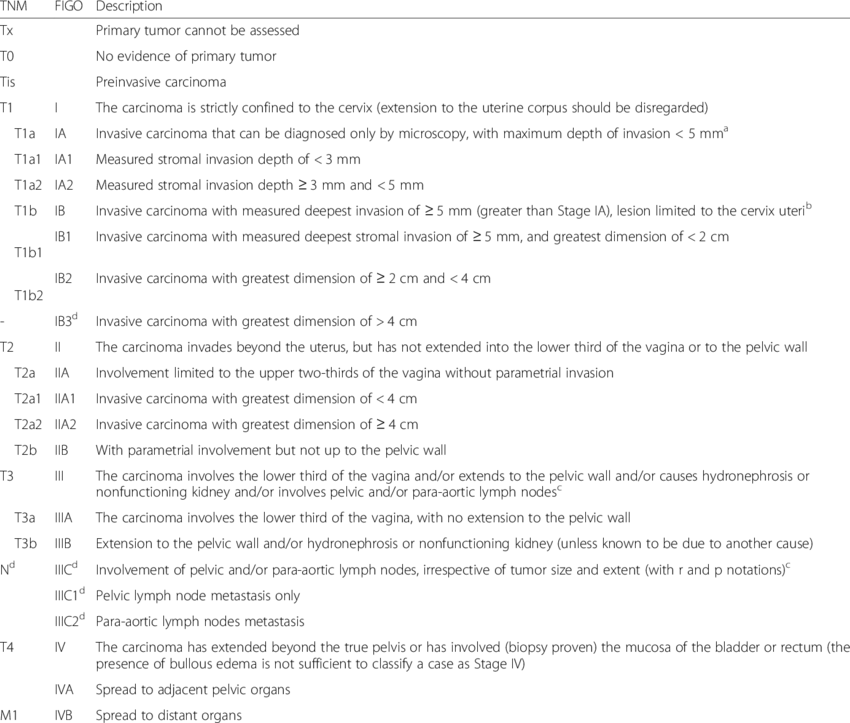 TNM FIGO Description
Tx Primary tumor cannot be assessed
T0 No evidence of primary tumor
Tis Preinvasive carcinoma
T1 I The carcinoma is strictly confined to the cervix (extension to the uterine corpus should be disregarded)
T1a IA Invasive carcinoma that can be diagnosed only by microscopy, with maximum depth of invasion < 5 mm^a
T1a1 IA1 Measured stromal invasion depth of < 3 mm
T1a2 IA2 Measured stromal invasion depth ≥ 3 mm and < 5 mm
T1b IB Invasive carcinoma with measured deepest invasion of ≥ 5 mm (greater than Stage IA), lesion limited to the cervix uteri^b
IB1 Invasive carcinoma with measured deepest stromal invasion of ≥ 5 mm, and greatest dimension of < 2 cm
T1b1
IB2 Invasive carcinoma with greatest dimension of ≥ 2 cm and < 4 cm
T1b2
- IB3^d Invasive carcinoma with greatest dimension of > 4 cm
T2 II The carcinoma invades beyond the uterus, but has not extended into the lower third of the vagina or to the pelvic wall
T2a IIA Involvement limited to the upper two-thirds of the vagina without parametrial invasion
T2a1 IIA1 Invasive carcinoma with greatest dimension of < 4 cm
T2a2 IIA2 Invasive carcinoma with greatest dimension of ≥ 4 cm
T2b IIB With parametrial involvement but not up to the pelvic wall
T3 III The carcinoma involves the lower third of the vagina and/or extends to the pelvic wall and/or causes hydronephrosis or
nonfunctioning kidney and/or involves pelvic and/or para-aortic lymph nodes^c
T3a IIIA The carcinoma involves the lower third of the vagina, with no extension to the pelvic wall
T3b IIIB Extension to the pelvic wall and/or hydronephrosis or nonfunctioning kidney (unless known to be due to another cause)
N^d IIIC^d Involvement of pelvic and/or para-aortic lymph nodes, irrespective of tumor size and extent (with r and p notations)^c
IIIC1^d Pelvic lymph node metastasis only
IIIC2^d Para-aortic lymph nodes metastasis
T4 IV The carcinoma has extended beyond the true pelvis or has involved (biopsy proven) the mucosa of the bladder or rectum (the
presence of bullous edema is not sufficient to classify a case as Stage IV)
IVA Spread to adjacent pelvic organs
M1 IVB Spread to distant organs